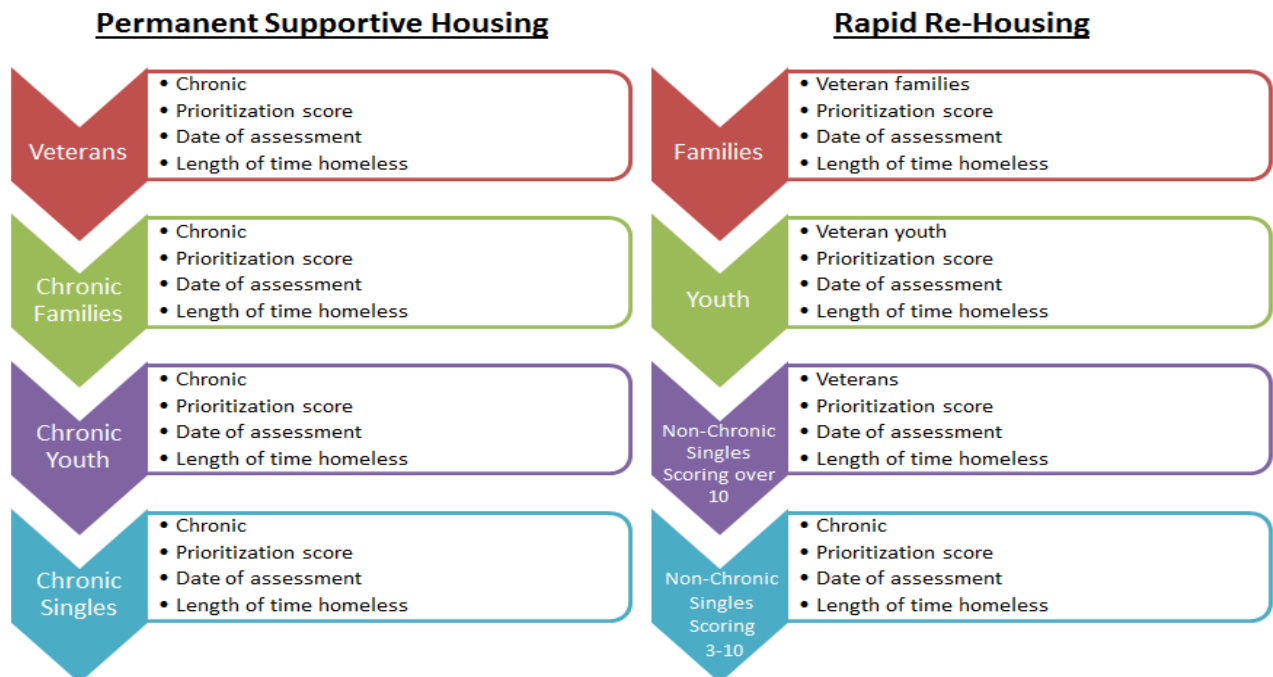 Permanent Supportive Housing
Veterans
• Chronic
• Prioritization score
• Date of assessment
• Length of time homeless
Chronic
Families
• Chronic
• Prioritization score
• Date of assessment
• Length of time homeless
Chronic
Youth
• Chronic
• Prioritization score
• Date of assessment
• Length of time homeless
Chronic
Singles
• Chronic
• Prioritization score
• Date of assessment
• Length of time homeless
Rapid Re-Housing
Families
• Veteran families
• Prioritization score
• Date of assessment
• Length of time homeless
Youth
• Veteran youth
• Prioritization score
• Date of assessment
• Length of time homeless
Non-Chronic
Singles
Scoring over
10
• Veterans
• Prioritization score
• Date of assessment
• Length of time homeless
Non-Chronic
Singles
Scoring
3-10
• Chronic
• Prioritization score
• Date of assessment
• Length of time homeless